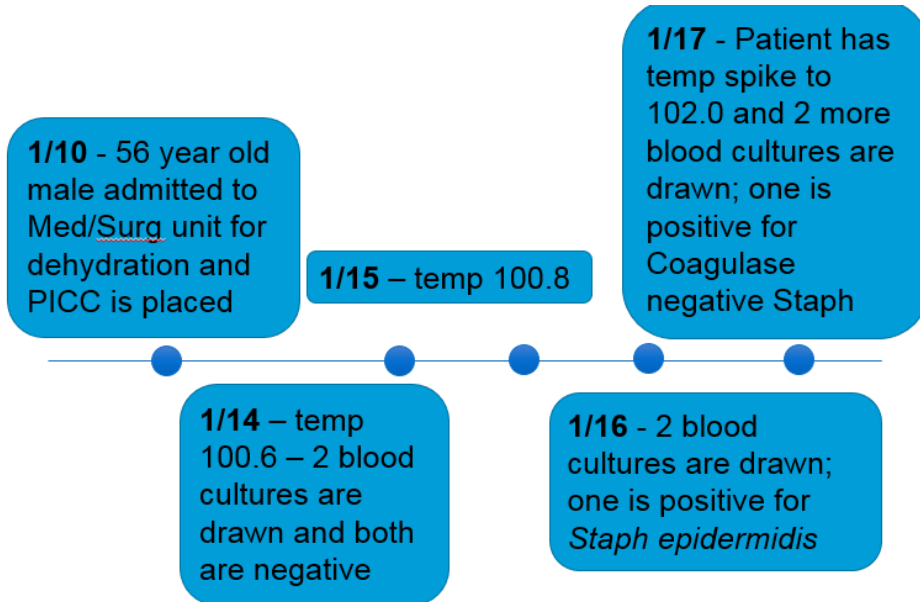 1/10 - 56 year old
male admitted to
Med/Surg unit for
dehydration and
PICC is placed
1/14 – temp
100.6 – 2 blood
cultures are
drawn and both
are negative
1/15 – temp 100.8
1/16 - 2 blood
cultures are drawn;
one is positive for
Staph epidermidis
1/17 - Patient has
temp spike to
102.0 and 2 more
blood cultures are
drawn; one is
positive for
Coagulase
negative Staph